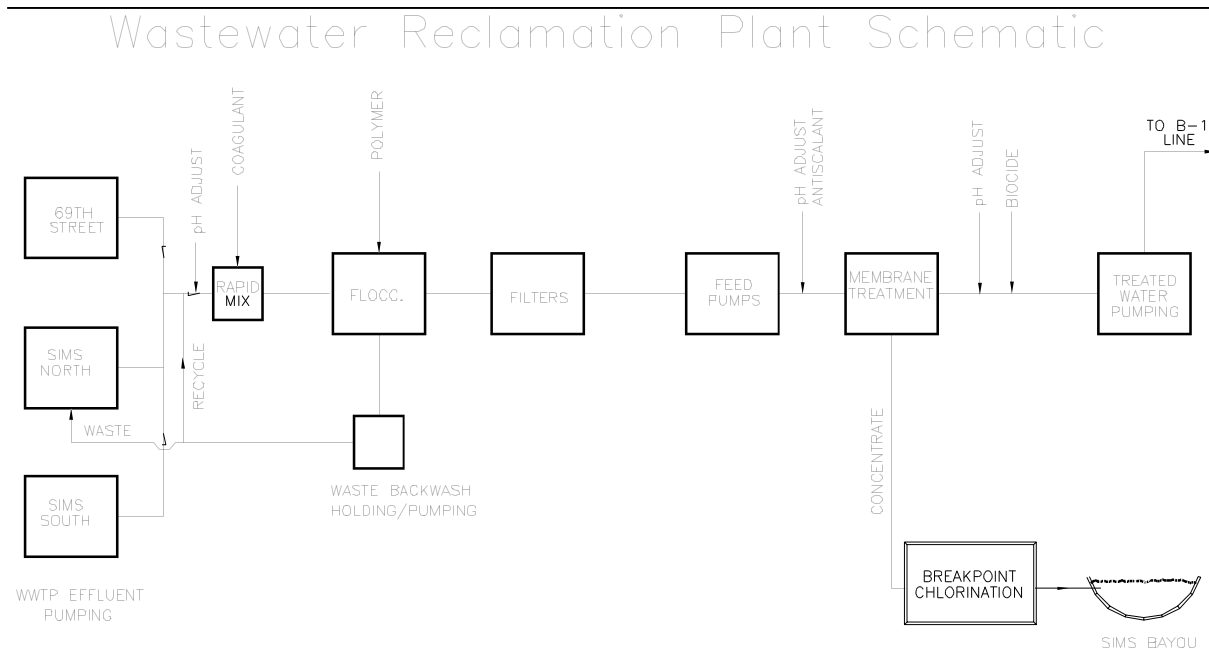 Wastewater Reclamation Plant Schematic
COAGULANT
POLYMER
pH ADJUST
pH ADJUST
ANTISCALANT
pH ADJUST
BIOCIDE
TO B-1
LINE
69TH
STREET
RAPID
MIX
FLOCC.
FILTERS
FEED
PUMPS
MEMBRANE
TREATMENT
TREATED
WATER
PUMPING
SIMS
NORTH
RECYCLE
WASTE
SIMS
SOUTH
WASTE BACKWASH
HOLDING/PUMPING
CONCENTRATE
WWTP EFFLUENT
PUMPING
BREAKPOINT
CHLORINATION
SIMS BAYOU